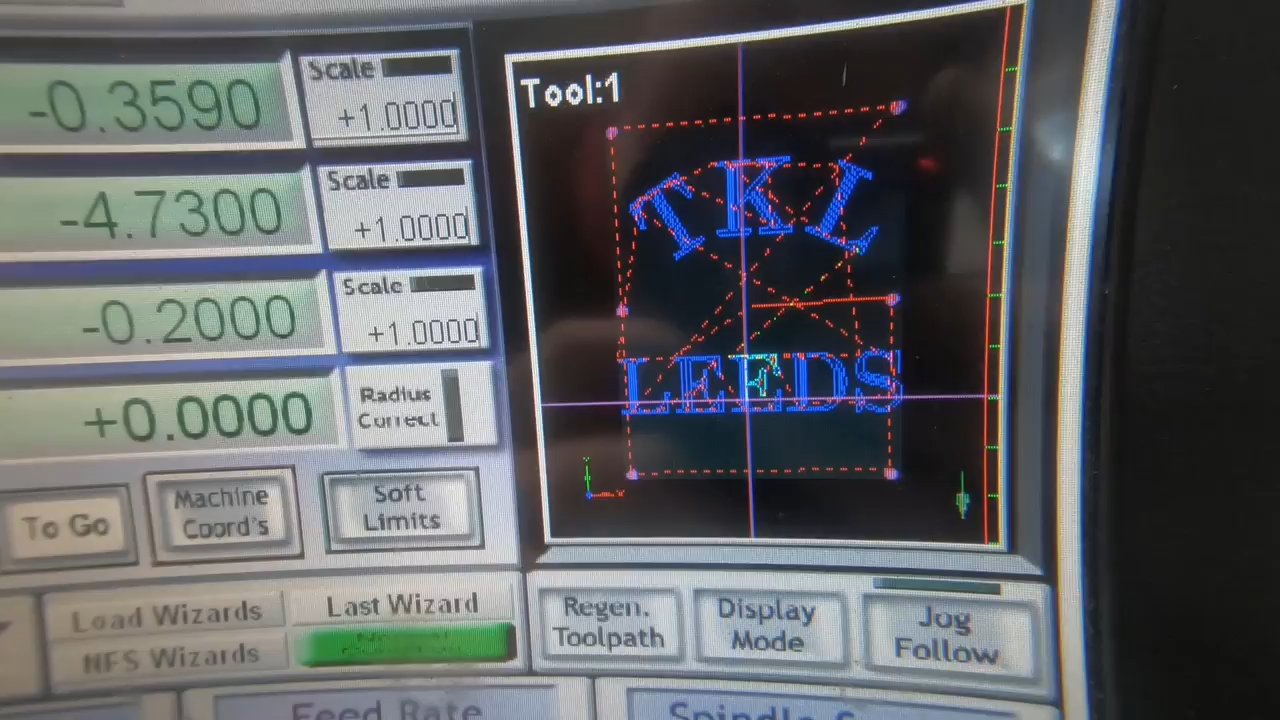 -0.3590
Scale
+1.0000
-4.7300
Scale
+1.0000
-0.2000
Scale
+1.0000
+0.0000
Radius
Correct
To Go
Machine
Coord's
Soft
Limits
Load Wizards
Last Wizard
NFS Wizards
Tool:1
TKL
LEEDS
Regen.
Toolpath
Display
Mode
Jog
Follow
Feed Rate
Spindle